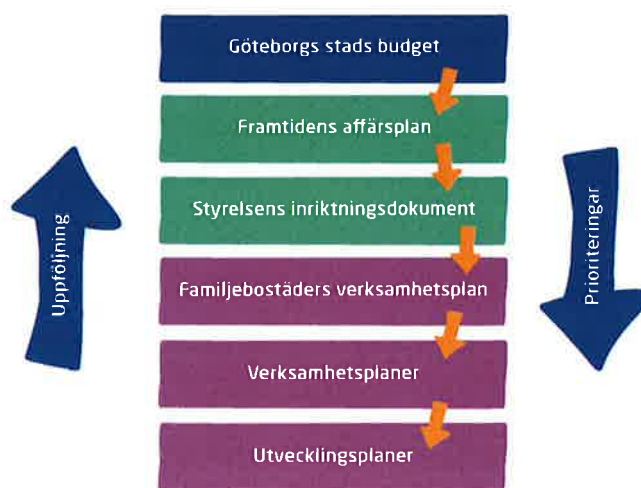 Göteborgs stads budget
Framtidens affärsplan
Styrelsens inriktningsdokument
Familjebostäders verksamhetsplan
Verksamhetsplaner
Utvecklingsplaner
Uppföljning
Prioriteringar